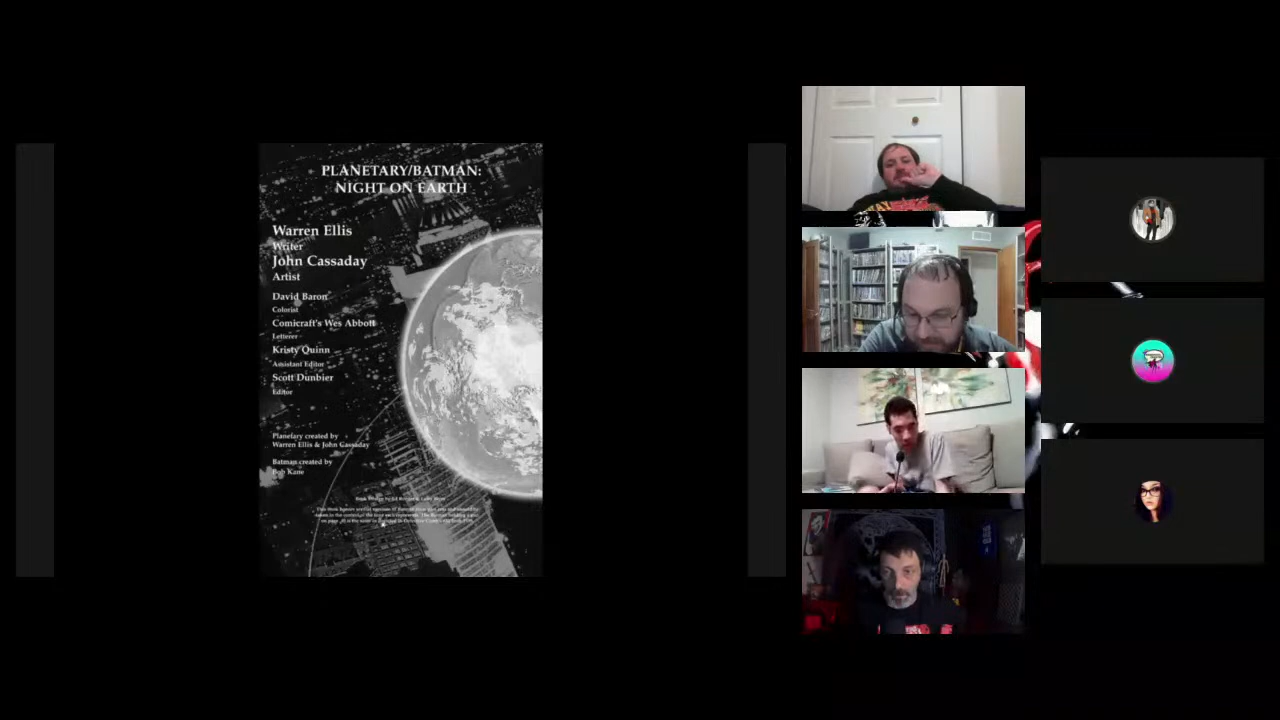 PLANETARY/BATMAN:
NIGHT ON EARTH
Warren Ellis
Writer
John Cassaday
Artist
David Baron
Colorist
Comicraft's Wes Abbott
Letterer
Kristy Quinn
Assistant Editor
Scott Dunbier
Editor
Planetary created by
Warren Ellis & John Cassaday
Batman created by
Bob Kane